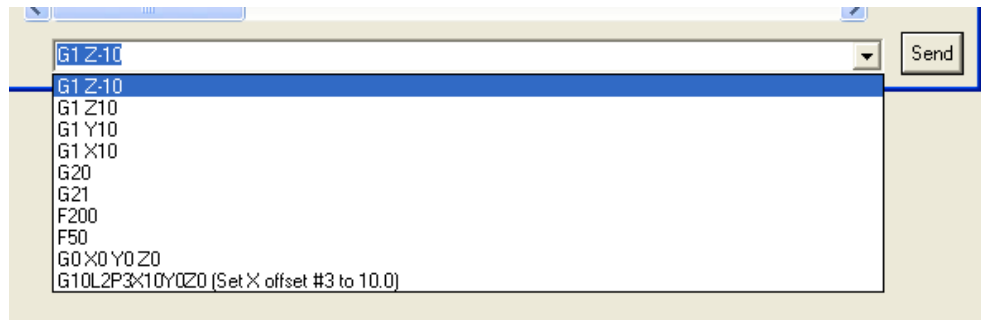 G1 Z-10
Send
G1 Z-10
G1 Z10
G1 Y10
G1 X10
G20
G21
F200
F50
G0 X0 Y0 Z0
G10L2P3X10Y0Z0 (Set X offset #3 to 10.0)